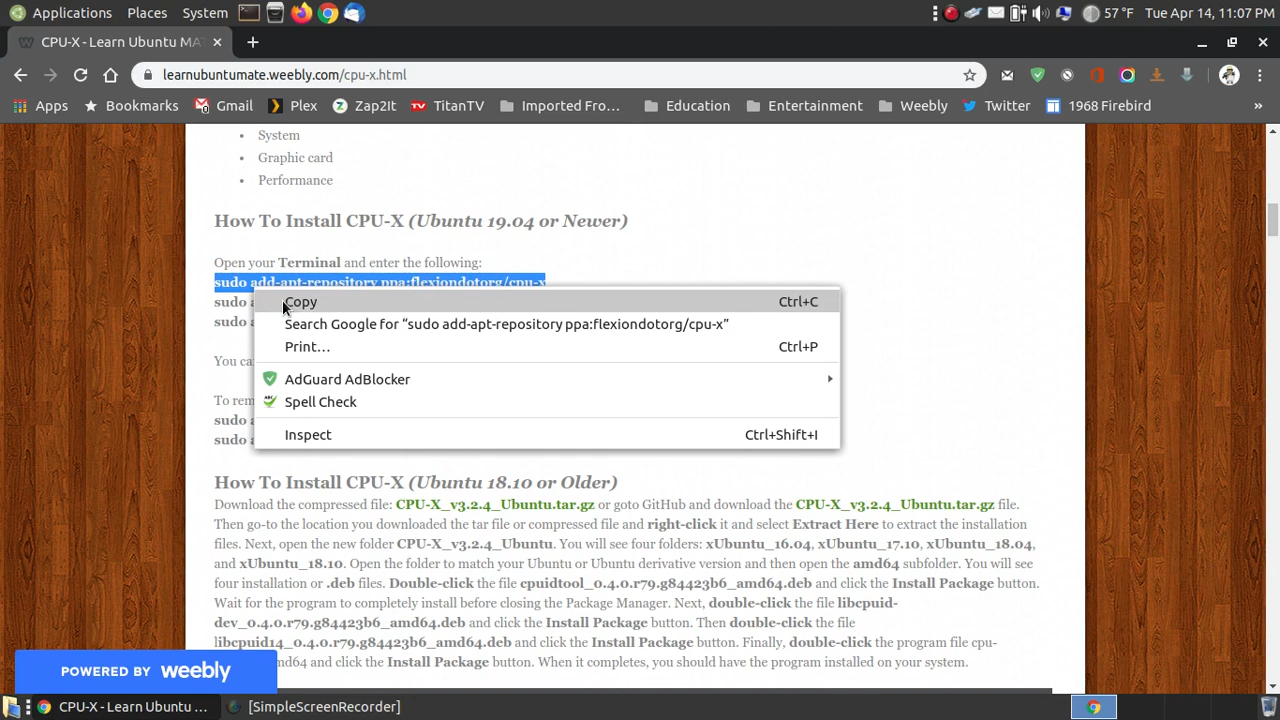 Applications Places System 57 °F Tue Apr 14, 11:07 PM
CPU-X - Learn Ubuntu MA
learnubuntumate.weebly.com/cpu-x.html
Apps Bookmarks Gmail Plex Zap2It TitanTV Imported Fro... Education Entertainment Weebly Twitter 1968 Firebird »
• System
• Graphic card
• Performance
How To Install CPU-X (Ubuntu 19.04 or Newer)
Open your Terminal and enter the following:
sudo add-apt-repository ppa:flexiondotorg/cpu-x
sudo a
Copy Ctrl+C
sudo a
Search Google for “sudo add-apt-repository ppa:flexiondotorg/cpu-x”
Print… Ctrl+P
You ca
AdGuard AdBlocker
To rem
Spell Check
sudo a
sudo a
Inspect Ctrl+Shift+I
How To Install CPU-X (Ubuntu 18.10 or Older)
Download the compressed file: CPU-X_v3.2.4_Ubuntu.tar.gz or goto GitHub and download the CPU-X_v3.2.4_Ubuntu.tar.gz file.
Then go-to the location you downloaded the tar file or compressed file and right-click it and select Extract Here to extract the installation
files. Next, open the new folder CPU-X_v3.2.4_Ubuntu. You will see four folders: xUbuntu_16.04, xUbuntu_17.10, xUbuntu_18.04,
and xUbuntu_18.10. Open the folder to match your Ubuntu or Ubuntu derivative version and then open the amd64 subfolder. You will see
four installation or .deb files. Double-click the file cpuidtool_0.4.0.r79.g84423b6_amd64.deb and click the Install Package button.
Wait for the program to completely install before closing the Package Manager. Next, double-click the file libcpuid-
dev_0.4.0.r79.g84423b6_amd64.deb and click the Install Package button. Then double-click the file
libcpuid14_0.4.0.r79.g84423b6_amd64.deb and click the Install Package button. Finally, double-click the program file cpu-
md64 and click the Install Package button. When it completes, you should have the program installed on your system.
POWERED BY weebly
CPU-X - Learn Ubuntu ... [SimpleScreenRecorder]